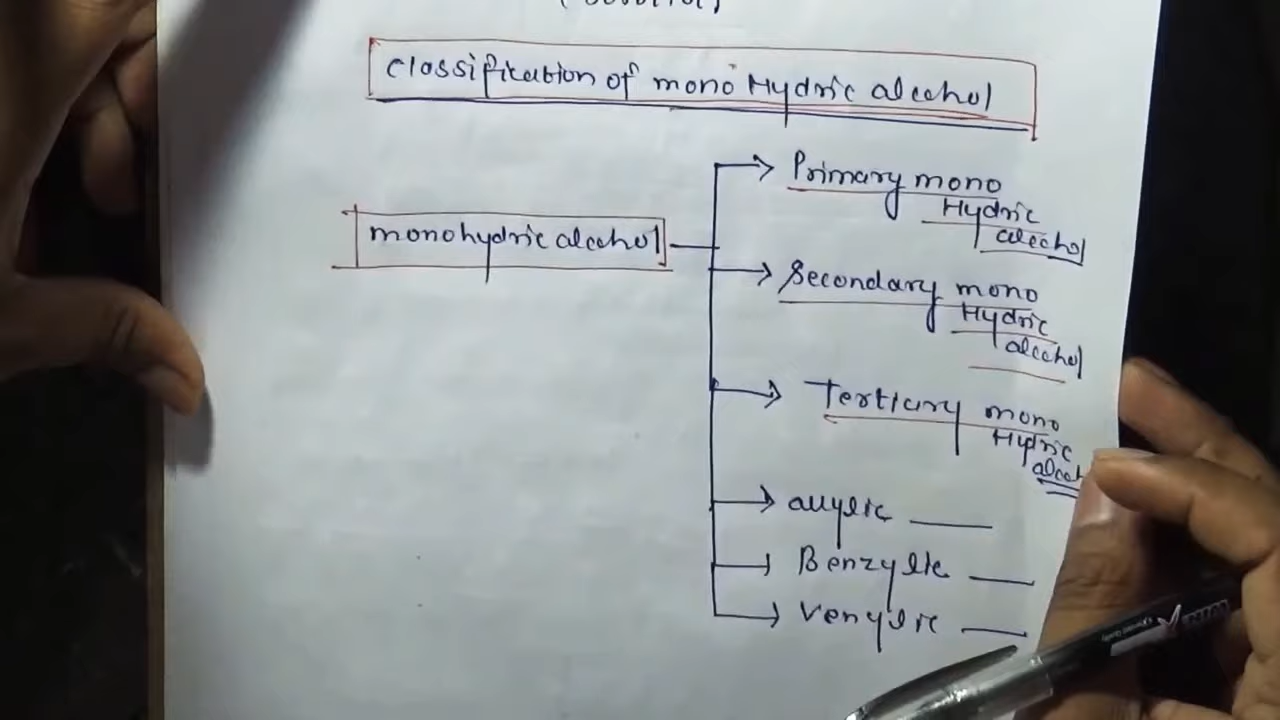 classification of mono Hydric alcohol
monohydric alcohol
Primary mono
Hydric
alcohol
Secondary mono
Hydric
alcohol
Tertiary mono
Hydric
alcoh
allylic
Benzylic
Venylic